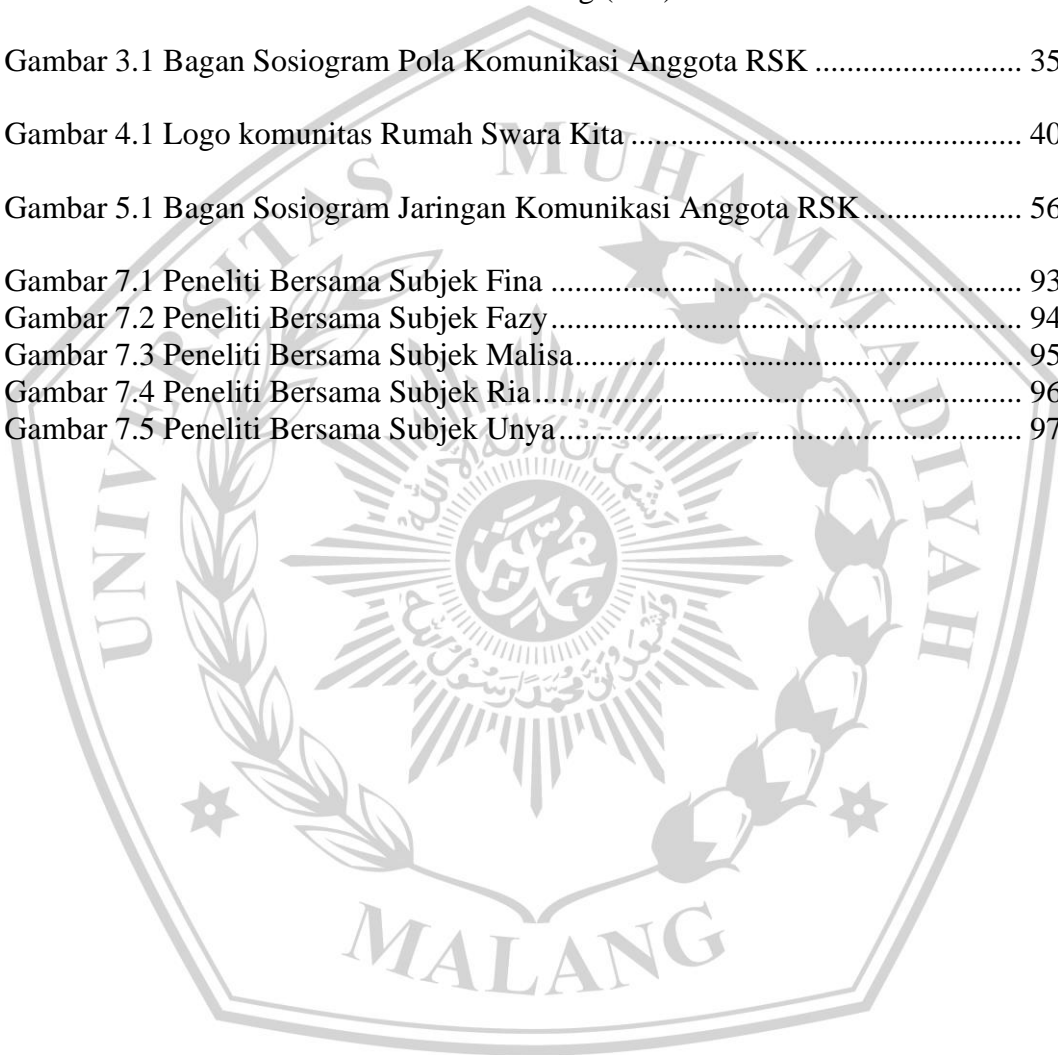 Gambar 3.1 Bagan Sosiogram Pola Komunikasi Anggota RSK ........................ 35
Gambar 4.1 Logo komunitas Rumah Swara Kita ............................................. 40
Gambar 5.1 Bagan Sosiogram Jaringan Komunikasi Anggota RSK .................. 56
Gambar 7.1 Peneliti Bersama Subjek Fina ...................................................... 93
Gambar 7.2 Peneliti Bersama Subjek Fazy ...................................................... 94
Gambar 7.3 Peneliti Bersama Subjek Malisa ................................................... 95
Gambar 7.4 Peneliti Bersama Subjek Ria ........................................................ 96
Gambar 7.5 Peneliti Bersama Subjek Unya ..................................................... 97
UNIVERSITAS MUHAMMADIYAH
MALANG